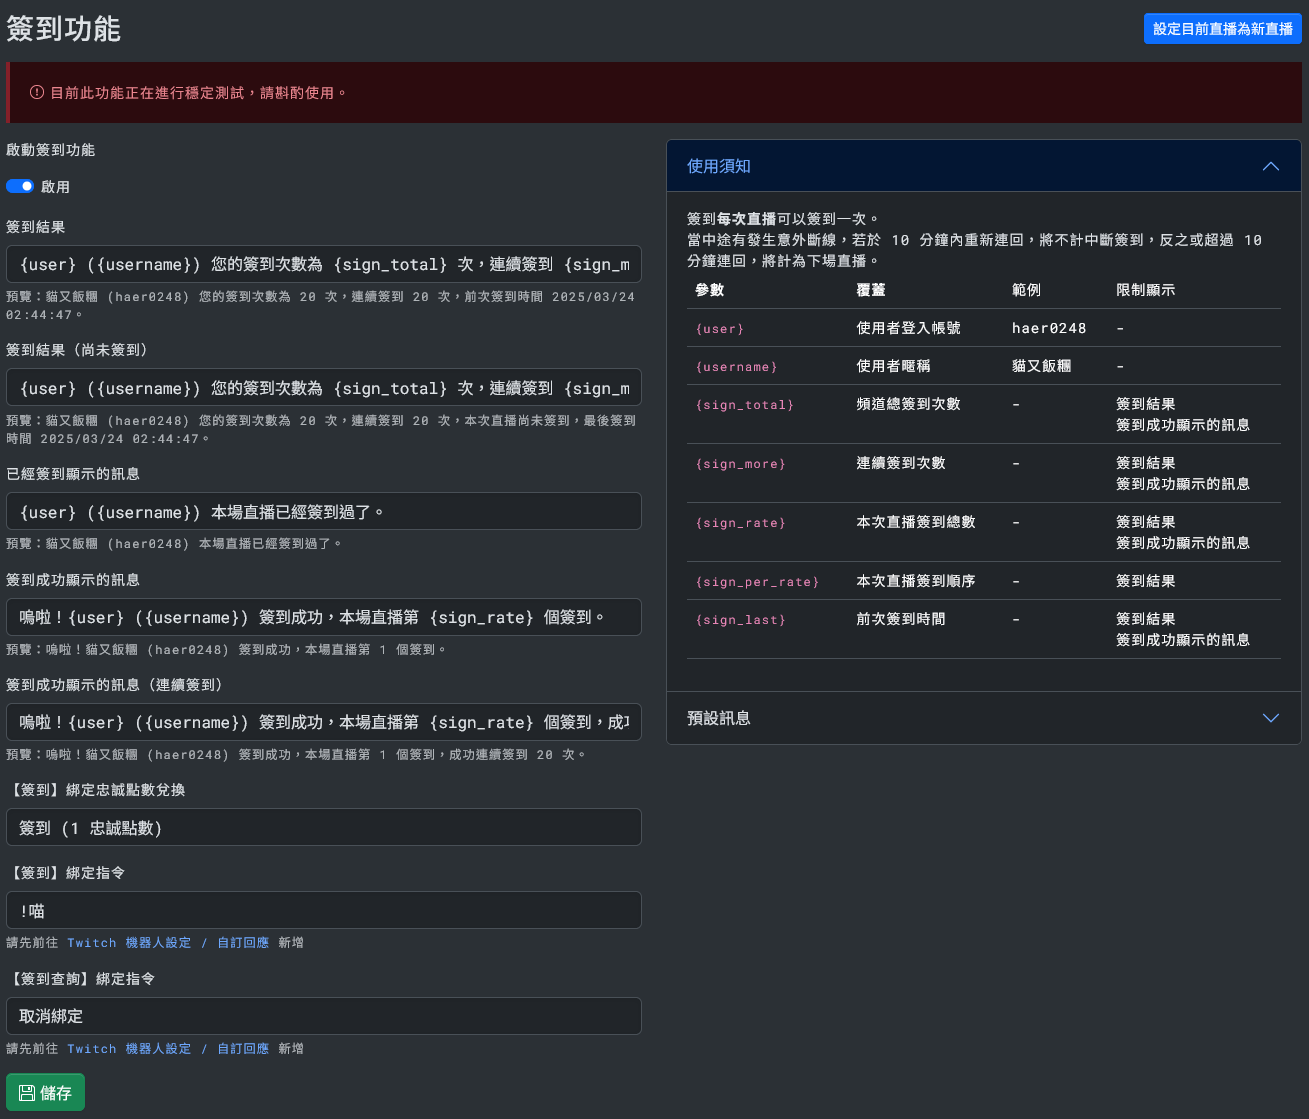 簽到功能
設定目前直播為新直播
目前此功能正在進行穩定測試，請斟酌使用。
啟動簽到功能
啟用
簽到結果
{user} ({username}) 您的簽到次數為 {sign_total} 次，連續簽到 {sign_m
預覽：貓又飯糰 (haer0248) 您的簽到次數為 20 次，連續簽到 20 次，前次簽到時間 2025/03/24
02:44:47。
簽到結果（尚未簽到）
{user} ({username}) 您的簽到次數為 {sign_total} 次，連續簽到 {sign_m
預覽：貓又飯糰 (haer0248) 您的簽到次數為 20 次，連續簽到 20 次，本次直播尚未簽到，最後簽到
時間 2025/03/24 02:44:47。
已經簽到顯示的訊息
{user} ({username}) 本場直播已經簽到過了。
預覽：貓又飯糰 (haer0248) 本場直播已經簽到過了。
簽到成功顯示的訊息
嗚啦！{user} ({username}) 簽到成功，本場直播第 {sign_rate} 個簽到。
預覽：嗚啦！貓又飯糰 (haer0248) 簽到成功，本場直播第 1 個簽到。
簽到成功顯示的訊息（連續簽到）
嗚啦！{user} ({username}) 簽到成功，本場直播第 {sign_rate} 個簽到，成功
預覽：嗚啦！貓又飯糰 (haer0248) 簽到成功，本場直播第 1 個簽到，成功連續簽到 20 次。
【簽到】綁定忠誠點數兌換
簽到 (1 忠誠點數)
【簽到】綁定指令
!喵
請先前往 Twitch 機器人設定 / 自訂回應 新增
【簽到查詢】綁定指令
取消綁定
請先前往 Twitch 機器人設定 / 自訂回應 新增
儲存
使用須知
簽到每次直播可以簽到一次。
當中途有發生意外斷線，若於 10 分鐘內重新連回，將不計中斷簽到，反之或超過 10
分鐘連回，將計為下場直播。
參數 覆蓋 範例 限制顯示
{user} 使用者登入帳號 haer0248 -
{username} 使用者暱稱 貓又飯糰 -
{sign_total} 頻道總簽到次數 - 簽到結果
簽到成功顯示的訊息
{sign_more} 連續簽到次數 - 簽到結果
簽到成功顯示的訊息
{sign_rate} 本次直播簽到總數 - 簽到結果
簽到成功顯示的訊息
{sign_per_rate} 本次直播簽到順序 - 簽到結果
{sign_last} 前次簽到時間 - 簽到結果
簽到成功顯示的訊息
預設訊息